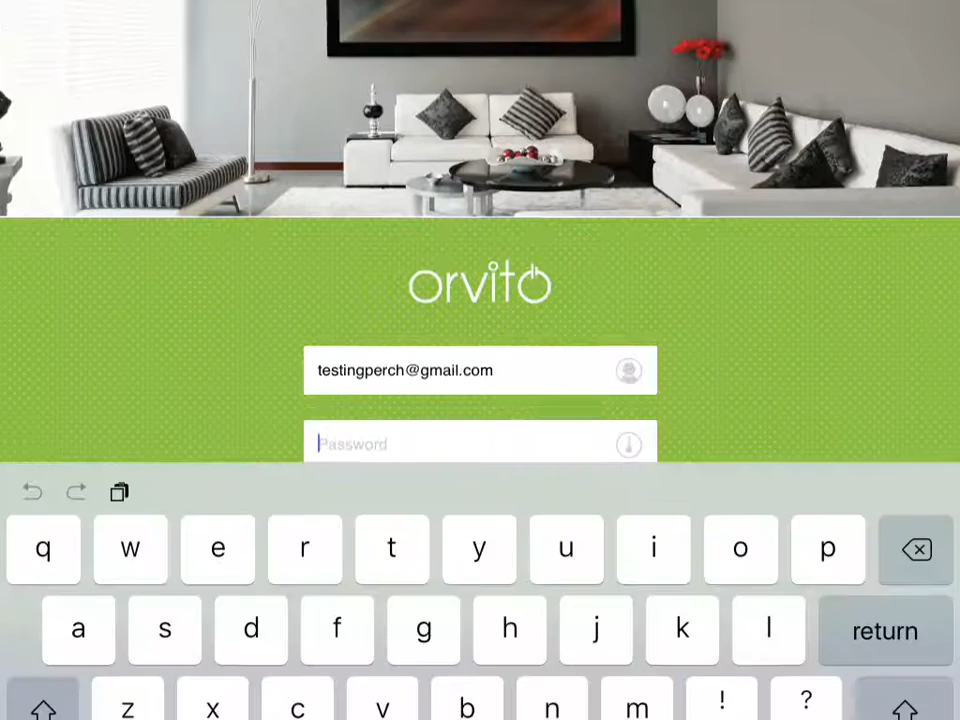 orvito
testingperch@gmail.com
Password
q w e r t y u i o p
a s d f g h j k l return
z x c v b n m ! ?